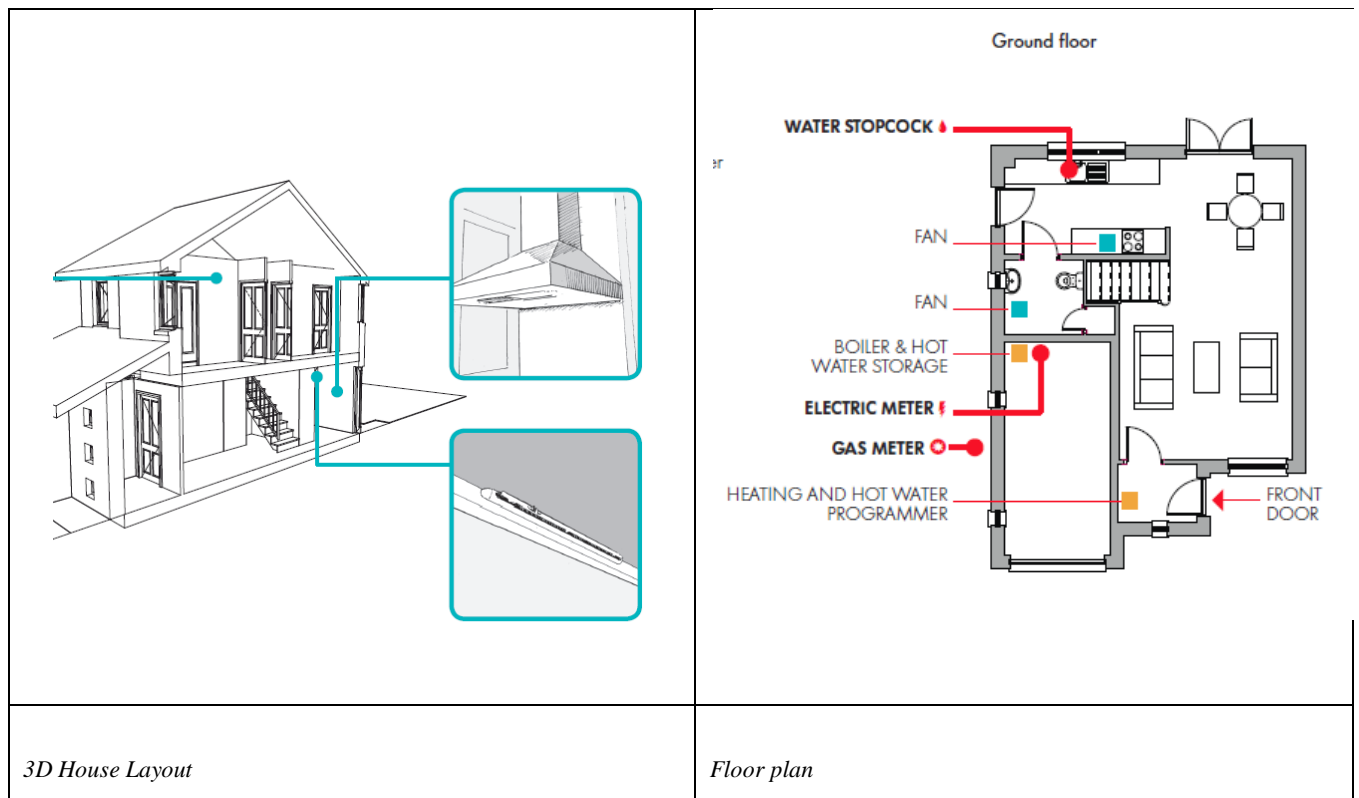 Ground floor
WATER STOPCOCK
er
FAN
FAN
BOILER & HOT
WATER STORAGE
ELECTRIC METER
GAS METER
HEATING AND HOT WATER
PROGRAMMER
FRONT
DOOR
3D House Layout
Floor plan